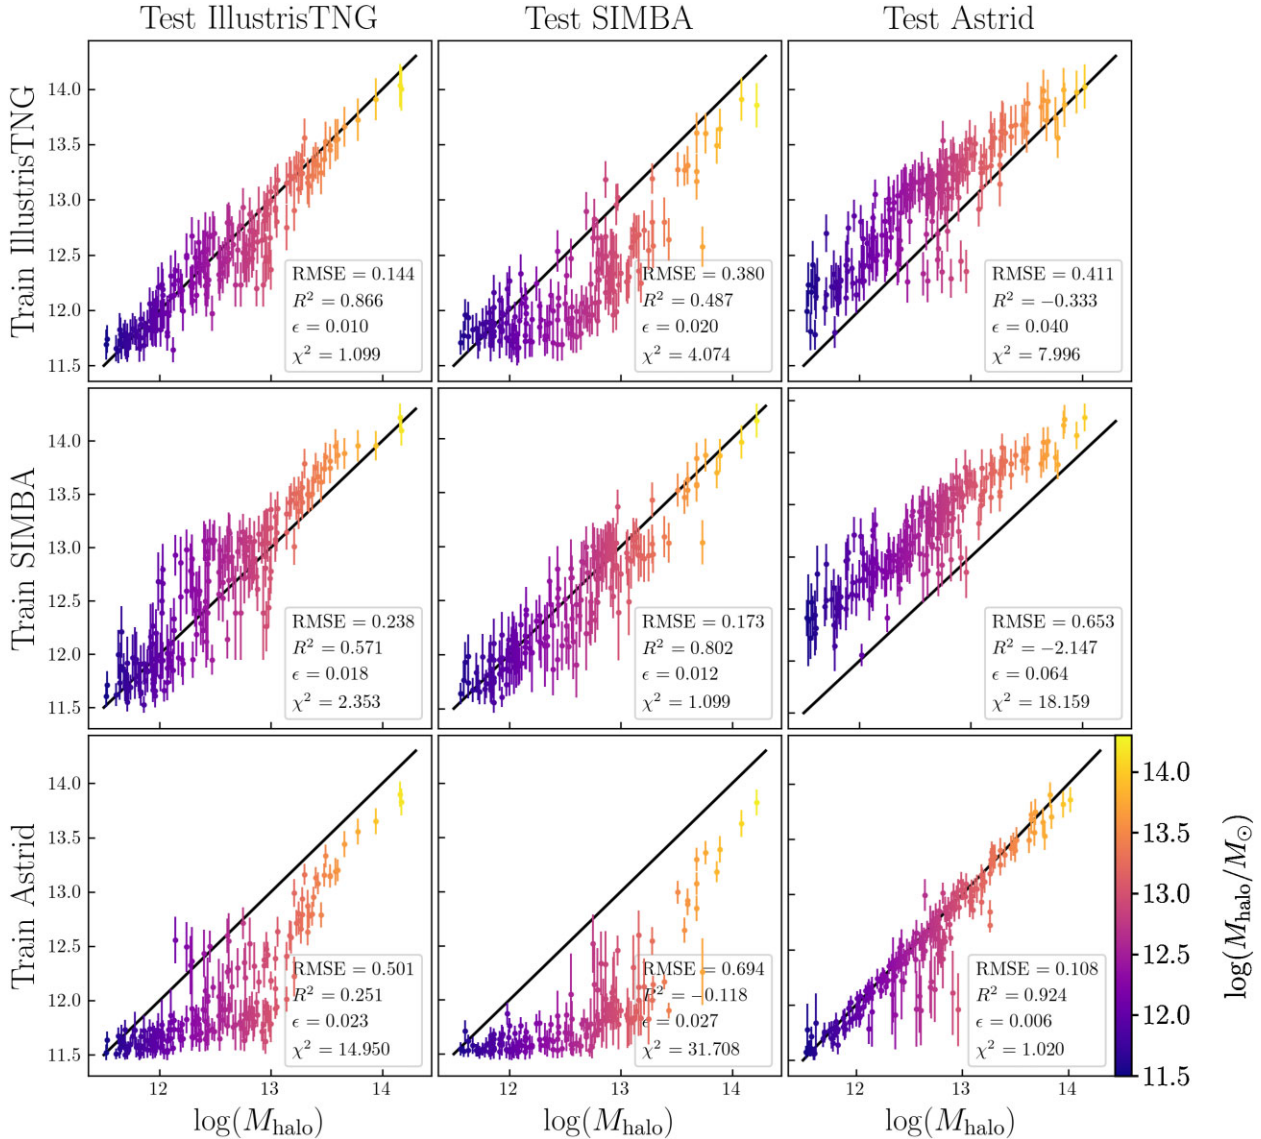 Test IllustrisTNG
Test SIMBA
Test Astrid
Train IllustrisTNG
14.0
13.5
13.0
12.5
12.0
11.5
RMSE = 0.144
R² = 0.866
ϵ = 0.010
χ² = 1.099
RMSE = 0.380
R² = 0.487
ϵ = 0.020
χ² = 4.074
RMSE = 0.411
R² = −0.333
ϵ = 0.040
χ² = 7.996
Train SIMBA
14.0
13.5
13.0
12.5
12.0
11.5
RMSE = 0.238
R² = 0.571
ϵ = 0.018
χ² = 2.353
RMSE = 0.173
R² = 0.802
ϵ = 0.012
χ² = 1.099
RMSE = 0.653
R² = −2.147
ϵ = 0.064
χ² = 18.159
Train Astrid
14.0
13.5
13.0
12.5
12.0
11.5
RMSE = 0.501
R² = 0.251
ϵ = 0.023
χ² = 14.950
RMSE = 0.694
R² = −0.118
ϵ = 0.027
χ² = 31.708
RMSE = 0.108
R² = 0.924
ϵ = 0.006
χ² = 1.020
14.0
13.5
13.0
12.5
12.0
11.5
log(M_halo/M_⊙)
12 13 14
12 13 14
12 13 14
log(M_halo)
log(M_halo)
log(M_halo)